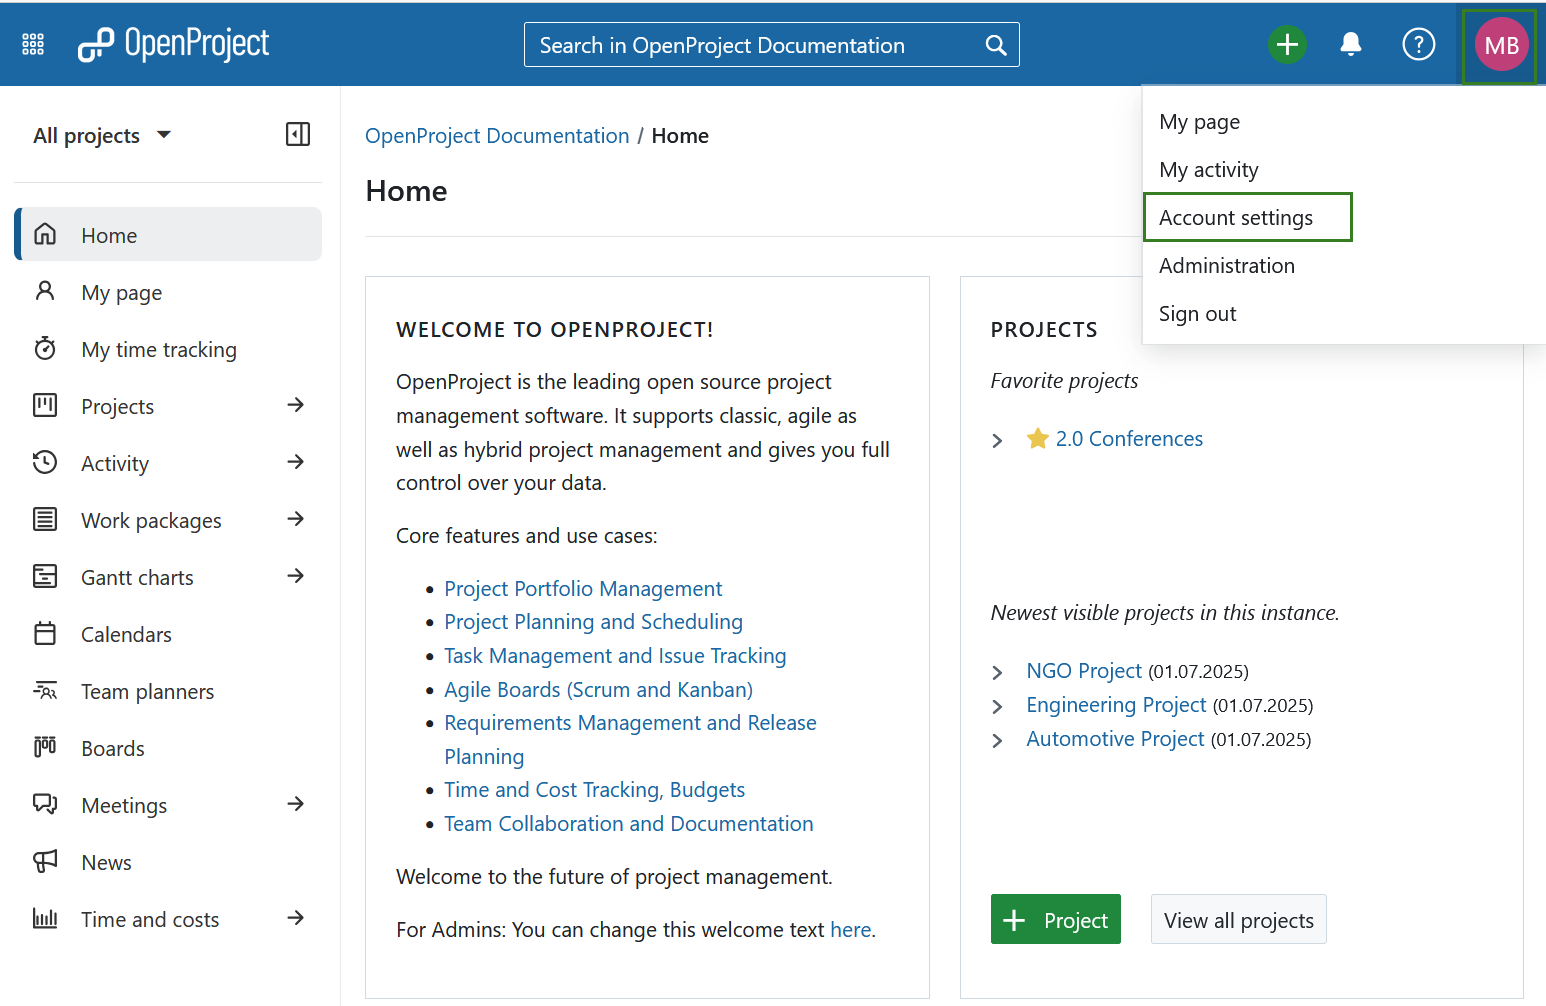 OpenProject
Search in OpenProject Documentation
?
MB
My page
My activity
Account settings
Administration
Sign out
All projects
Home
My page
My time tracking
Projects
Activity
Work packages
Gantt charts
Calendars
Team planners
Boards
Meetings
News
Time and costs
OpenProject Documentation / Home
Home
WELCOME TO OPENPROJECT!
OpenProject is the leading open source project
management software. It supports classic, agile as
well as hybrid project management and gives you full
control over your data.
Core features and use cases:
• Project Portfolio Management
• Project Planning and Scheduling
• Task Management and Issue Tracking
• Agile Boards (Scrum and Kanban)
• Requirements Management and Release
Planning
• Time and Cost Tracking, Budgets
• Team Collaboration and Documentation
Welcome to the future of project management.
For Admins: You can change this welcome text here.
PROJECTS
Favorite projects
2.0 Conferences
Newest visible projects in this instance.
NGO Project (01.07.2025)
Engineering Project (01.07.2025)
Automotive Project (01.07.2025)
+ Project
View all projects